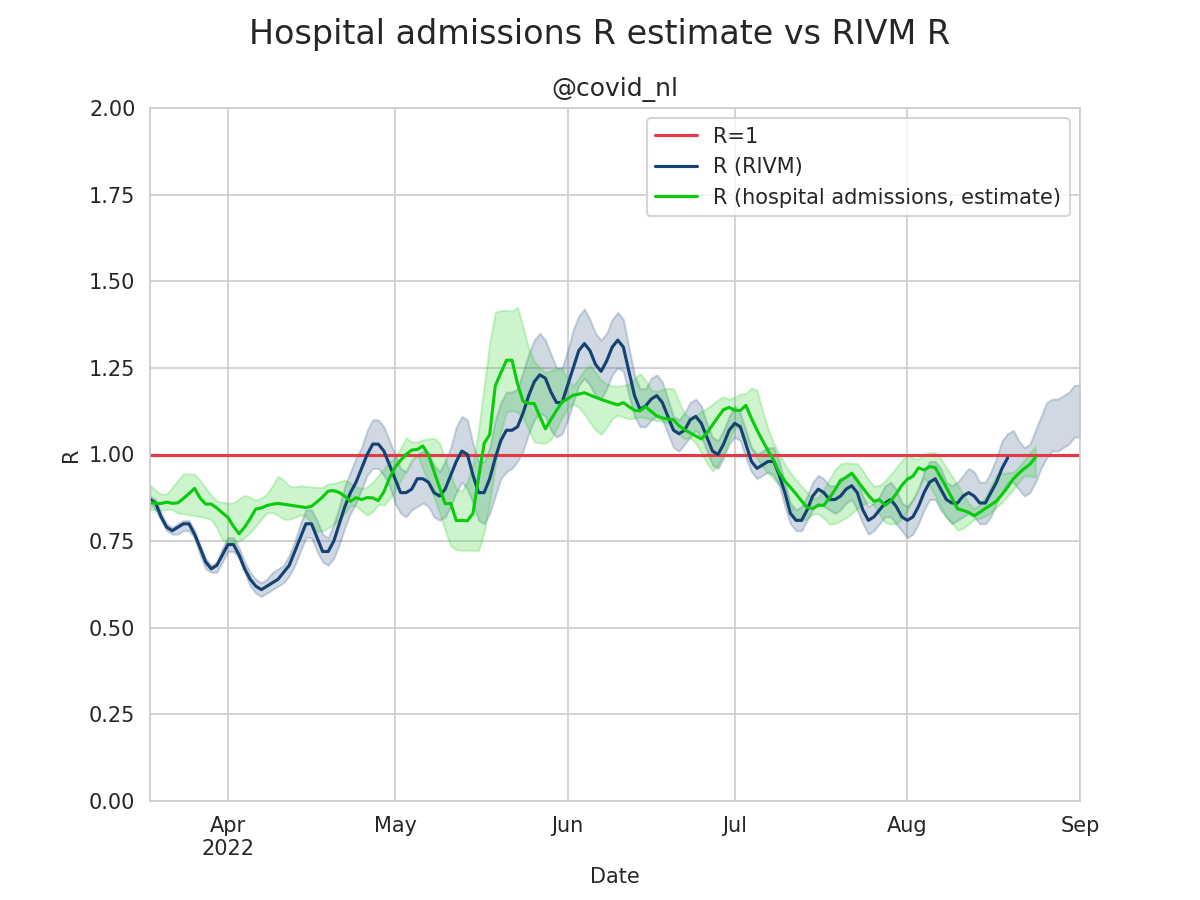 Hospital admissions R estimate vs RIVM R
@covid_nl
R=1
R (RIVM)
R (hospital admissions, estimate)
2.00
1.75
1.50
1.25
1.00
0.75
0.50
0.25
0.00
R
Apr
2022
May
Jun
Jul
Aug
Sep
Date